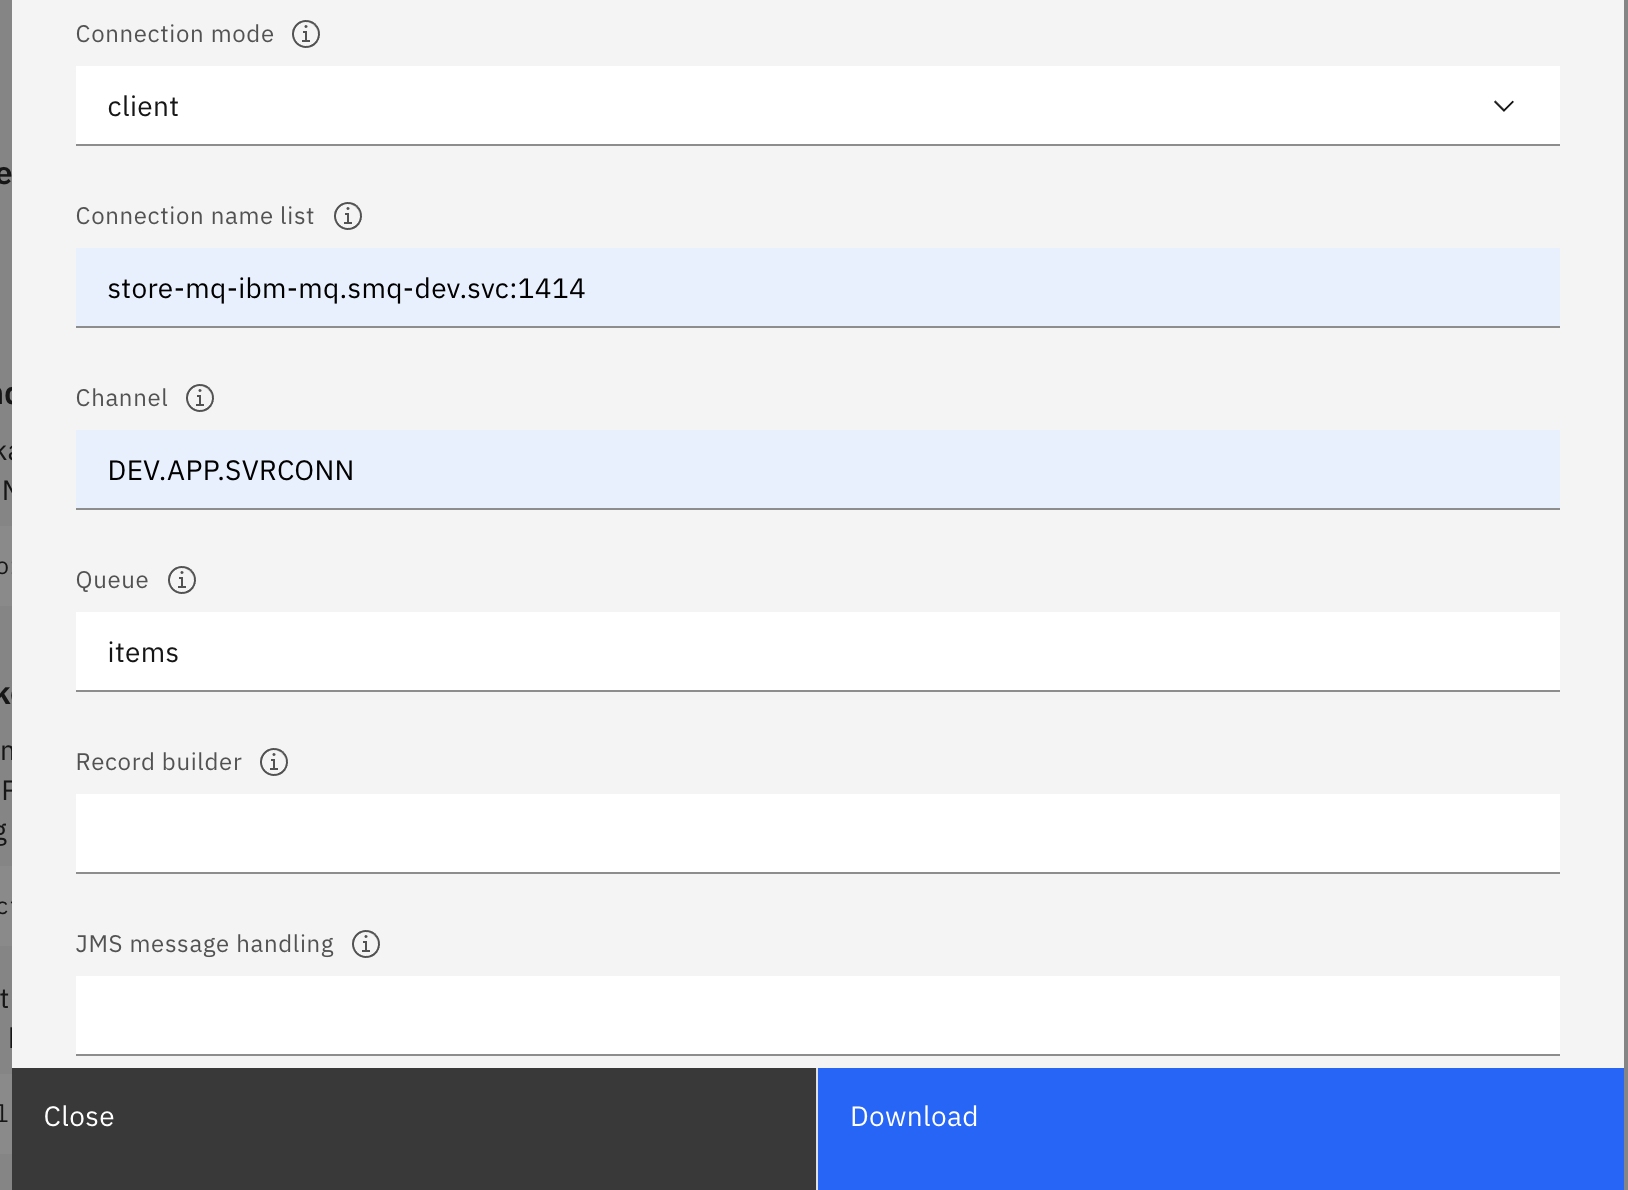 Connection mode
client
Connection name list
store-mq-ibm-mq.smq-dev.svc:1414
Channel
DEV.APP.SVRCONN
Queue
items
Record builder
JMS message handling
Close
Download